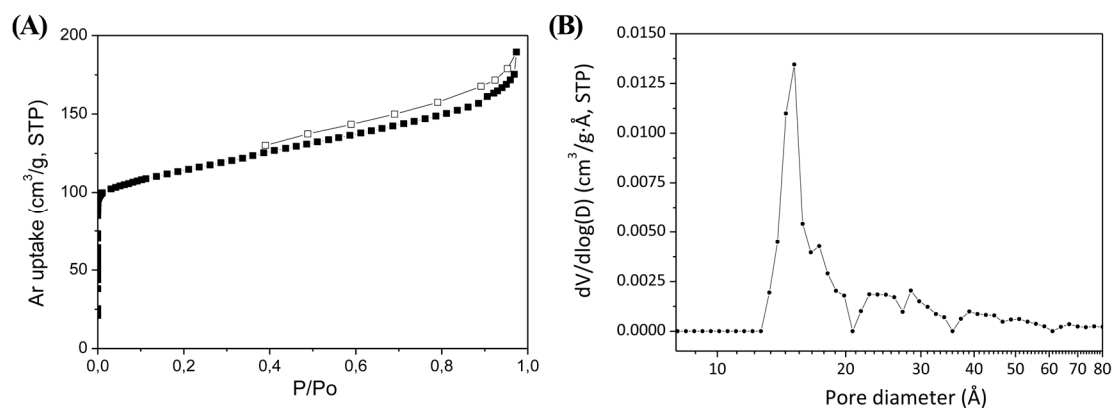 (A)
200
150
100
50
0
0,0 0,2 0,4 0,6 0,8 1,0
Ar uptake (cm³/g, STP)
P/Po
(B)
0.0150
0.0125
0.0100
0.0075
0.0050
0.0025
0.0000
10 20 30 40 50 60 70 80
dV/dlog(D) (cm³/g·Å, STP)
Pore diameter (Å)